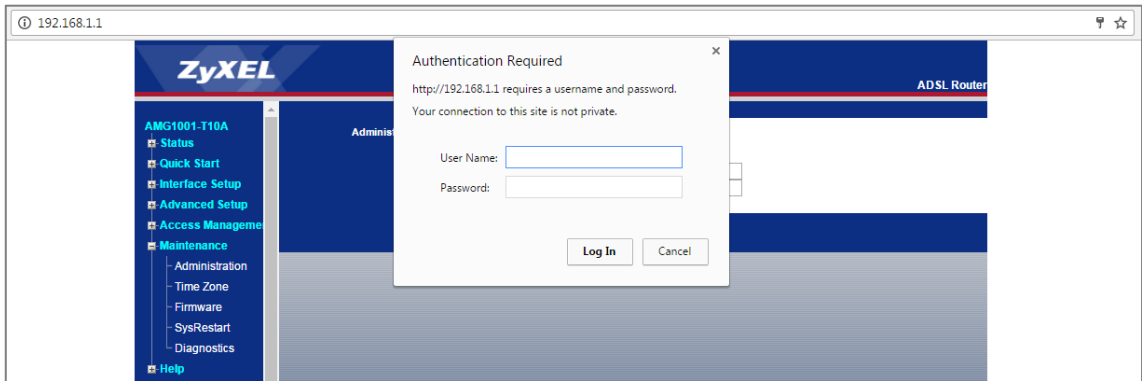 192.168.1.1
ZyXEL
ADSL Router
Authentication Required
http://192.168.1.1 requires a username and password.
Your connection to this site is not private.
User Name:
Password:
Log In
Cancel
AMG1001-T10A
Status
Quick Start
Interface Setup
Advanced Setup
Access Manageme
Maintenance
Administration
Time Zone
Firmware
SysRestart
Diagnostics
Help
Adminis